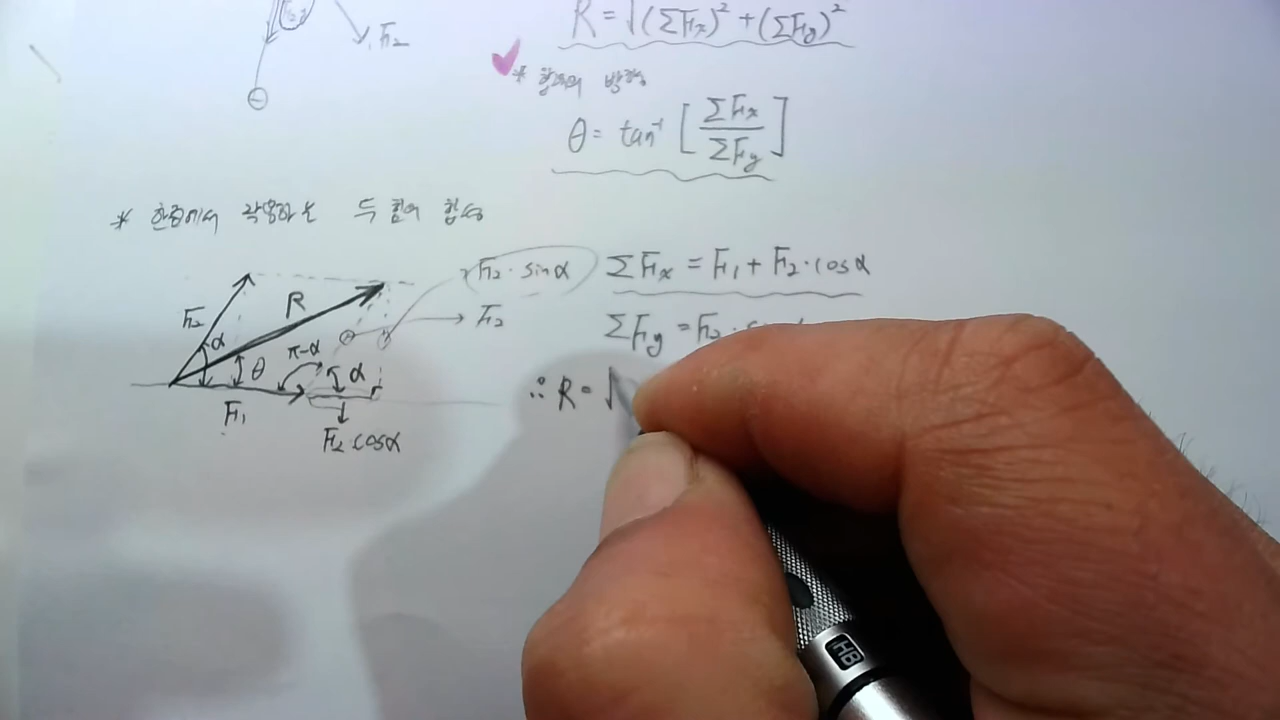 F₂
R = √(ΣFx)² + (ΣFy)²
* 합력의 방향
θ = tan⁻¹ [ΣFx / ΣFy]
* 한점에서 작용하는 두 힘의 합성
F₂·sinα
ΣFx = F₁ + F₂·cosα
F₂ α R
π-α
F₂
ΣFy = F₂·
θ α
F₁
∴ R = √
F₂·cosα
HB